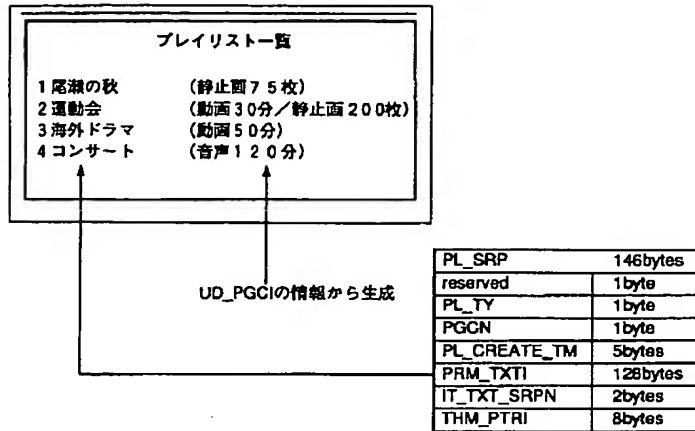 プレイリスト一覧
1 尾瀬の秋 (静止画75枚)
2 運動会 (動画30分/静止画200枚)
3 海外ドラマ (動画50分)
4 コンサート (音声120分)
UD_PGCIの情報から生成
PL_SRP 146bytes
reserved 1byte
PL_TY 1byte
PGCN 1byte
PL_CREATE_TM 5bytes
PRM_TXTI 128bytes
IT_TXT_SRPN 2bytes
THM_PTRI 8bytes